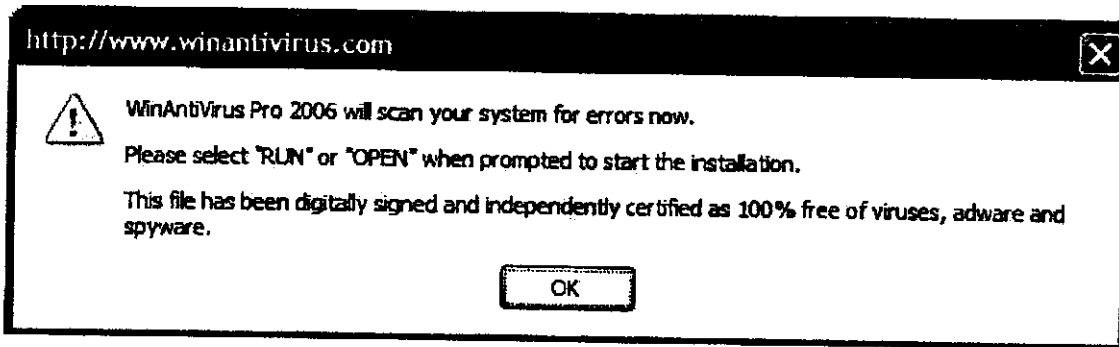 http://www.winantivirus.com
WinAntiVirus Pro 2006 will scan your system for errors now.
Please select "RUN" or "OPEN" when prompted to start the installation.
This file has been digitally signed and independently certified as 100% free of viruses, adware and
spyware.
OK